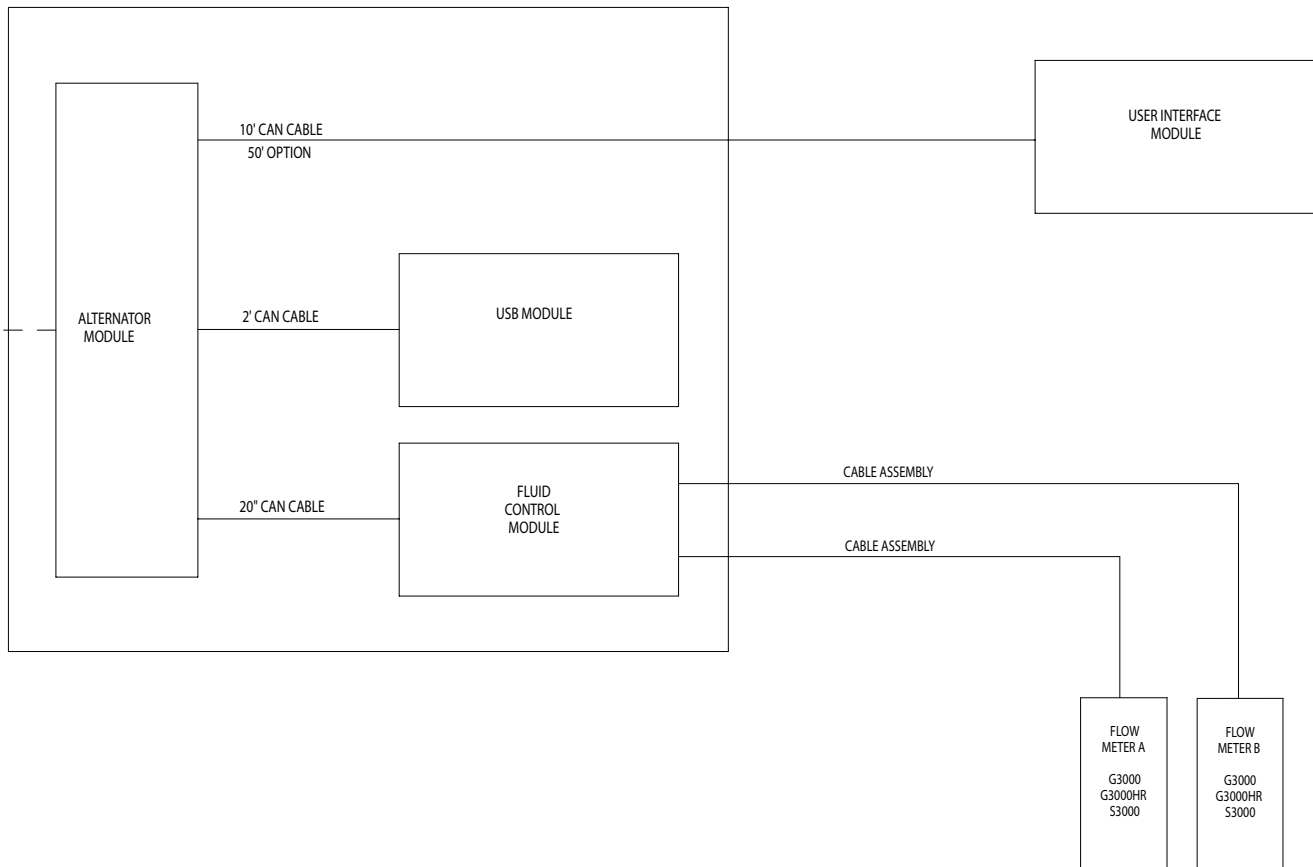 10' CAN CABLE
50' OPTION
USER INTERFACE
MODULE
ALTERNATOR
MODULE
2' CAN CABLE
USB MODULE
20" CAN CABLE
FLUID
CONTROL
MODULE
CABLE ASSEMBLY
CABLE ASSEMBLY
FLOW
METER A
G3000
G3000HR
S3000
FLOW
METER B
G3000
G3000HR
S3000